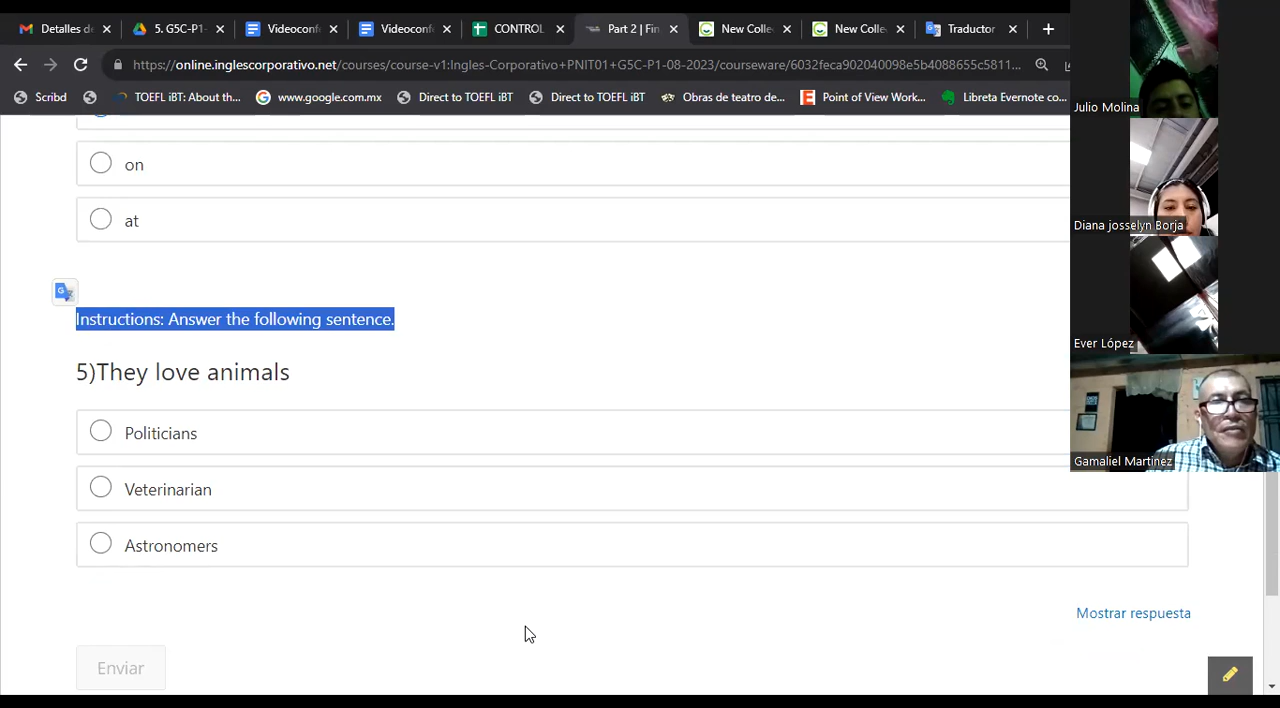 Detalles de
5. G5C-P1-
Videoconf
Videoconf
CONTROL
Part 2 | Fin
New Colle
New Colle
Traductor
https://online.inglescorporativo.net/courses/course-v1:Ingles-Corporativo+PNIT01+G5C-P1-08-2023/courseware/6032feca902040098e5b4088655c5811...
Scribd
TOEFL iBT: About th...
www.google.com.mx
Direct to TOEFL iBT
Direct to TOEFL iBT
Obras de teatro de...
Point of View Work...
Libreta Evernote co...
Julio Molina
on
at
Diana josselyn Borja
Instructions: Answer the following sentence.
Ever López
5)They love animals
Politicians
Gamaliel Martinez
Veterinarian
Astronomers
Mostrar respuesta
Enviar